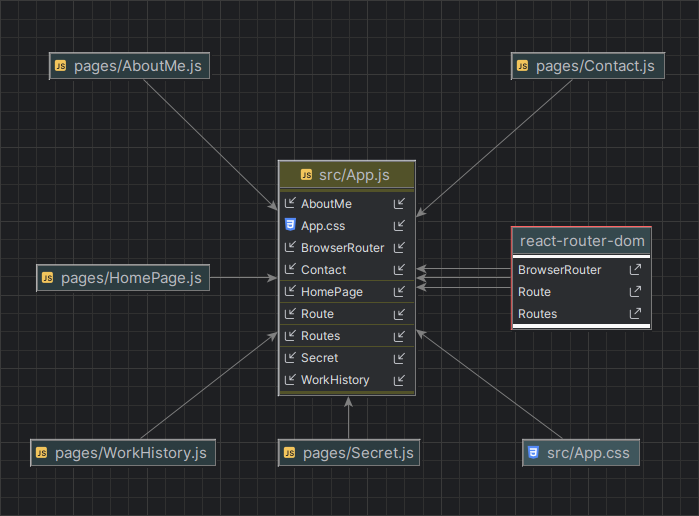 JS pages/AboutMe.js
JS pages/Contact.js
JS src/App.js
AboutMe
App.css
BrowserRouter
Contact
HomePage
Route
Routes
Secret
WorkHistory
react-router-dom
BrowserRouter
Route
Routes
JS pages/HomePage.js
JS pages/WorkHistory.js
JS pages/Secret.js
src/App.css